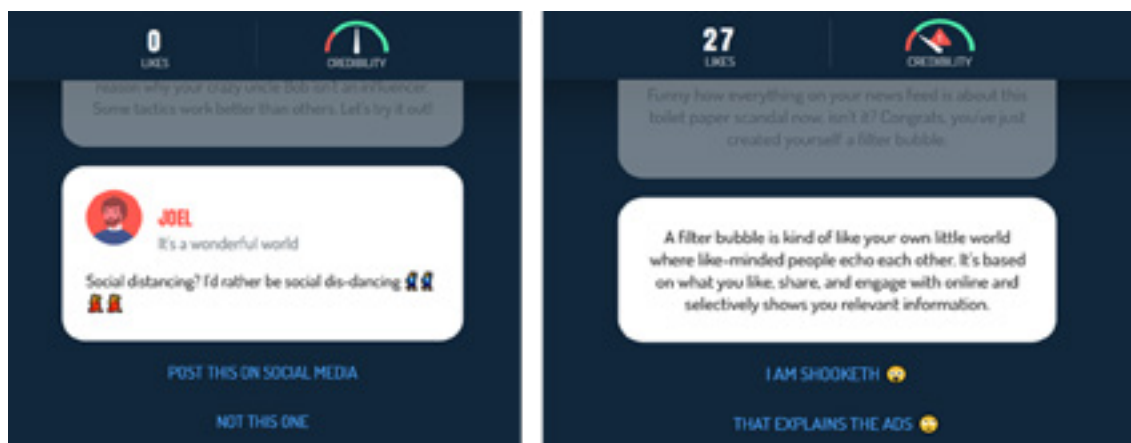 0
LIKES
CREDIBILITY
reason why your crazy uncle Bob isn't an influencer.
Some tactics work better than others. Let's try it out!
JOEL
It's a wonderful world
Social distancing? I'd rather be social dis-dancing
POST THIS ON SOCIAL MEDIA
NOT THIS ONE
27
LIKES
CREDIBILITY
Funny how everything on your news feed is about this
toilet paper scandal now, isn't it? Congrats, you've just
created yourself a filter bubble.
A filter bubble is kind of like your own little world
where like-minded people echo each other. It's based
on what you like, share, and engage with online and
selectively shows you relevant information.
I AM SHOOKETH
THAT EXPLAINS THE ADS